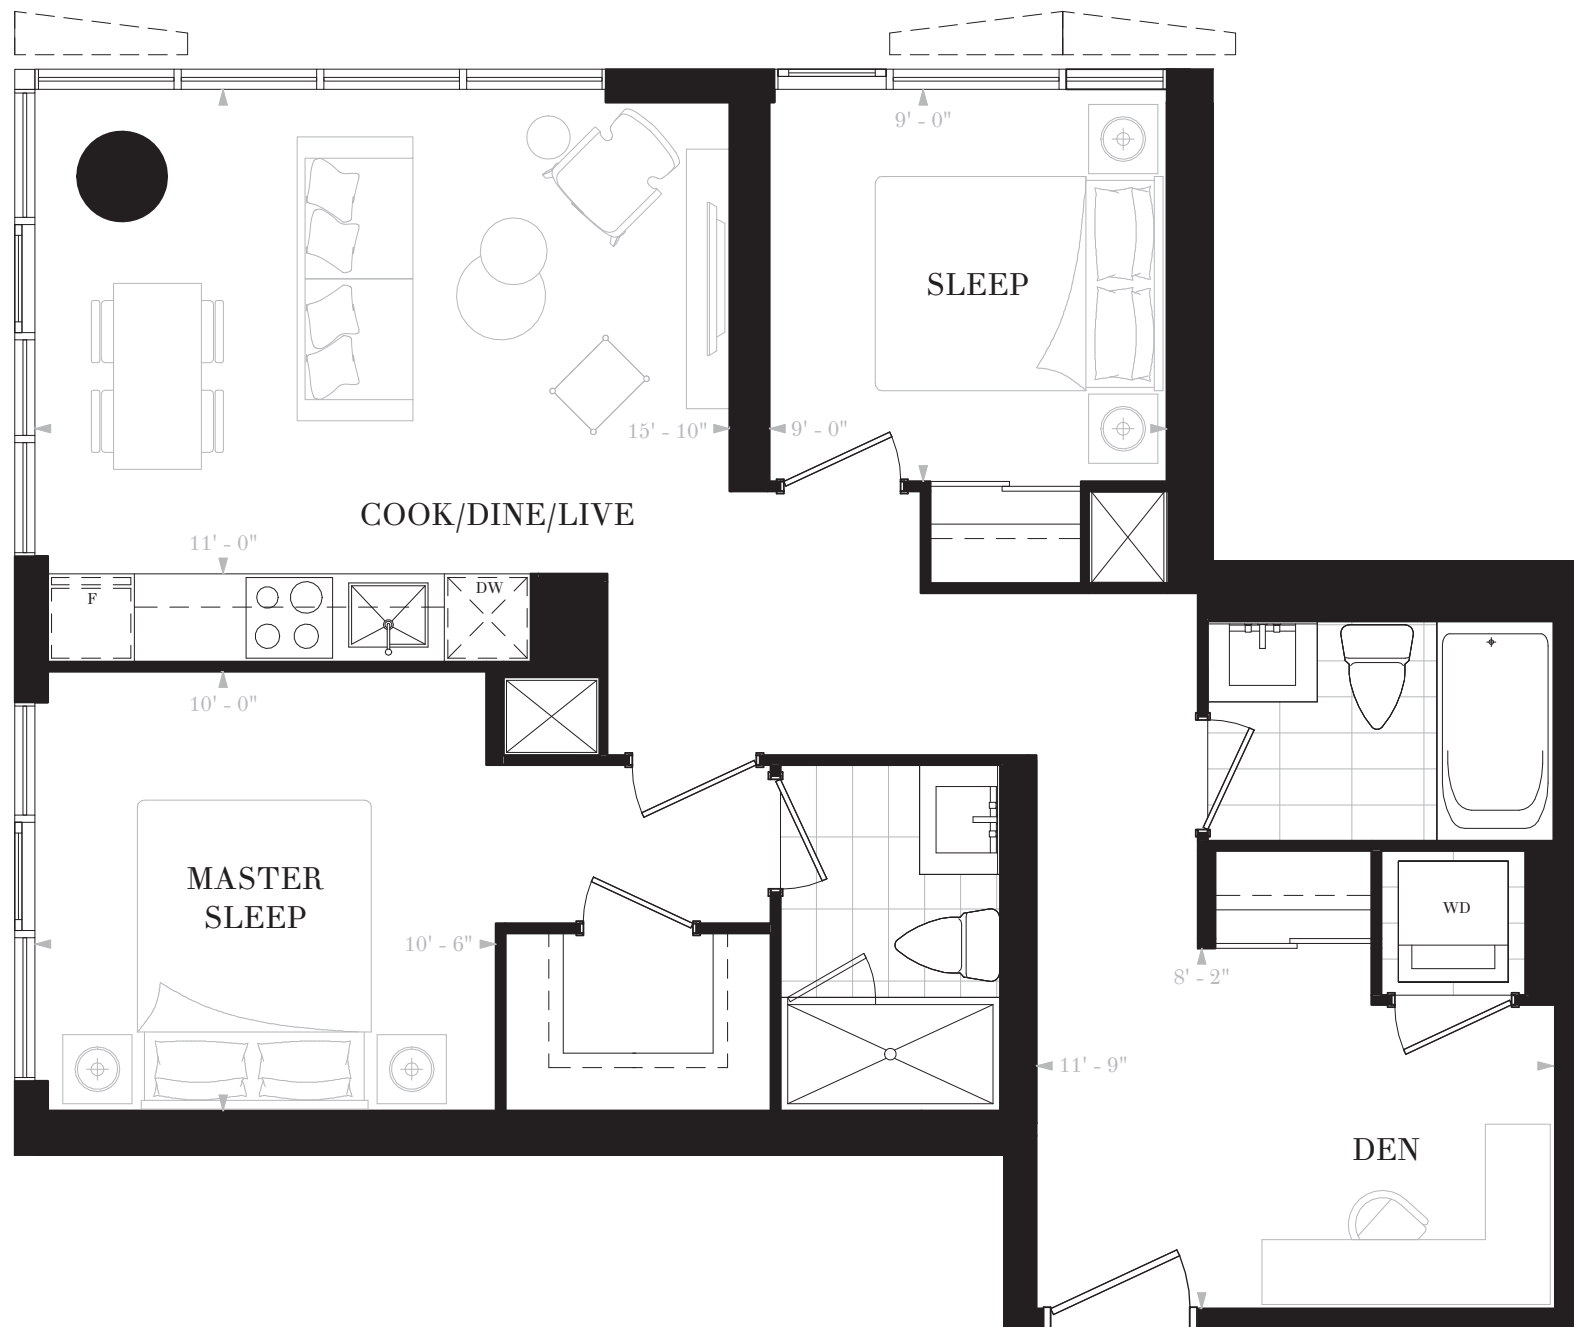 9' - 0"
SLEEP
15' - 10"
9' - 0"
COOK/DINE/LIVE
11' - 0"
F
DW
10' - 0"
MASTER
SLEEP
10' - 6"
WD
8' - 2"
11' - 9"
DEN